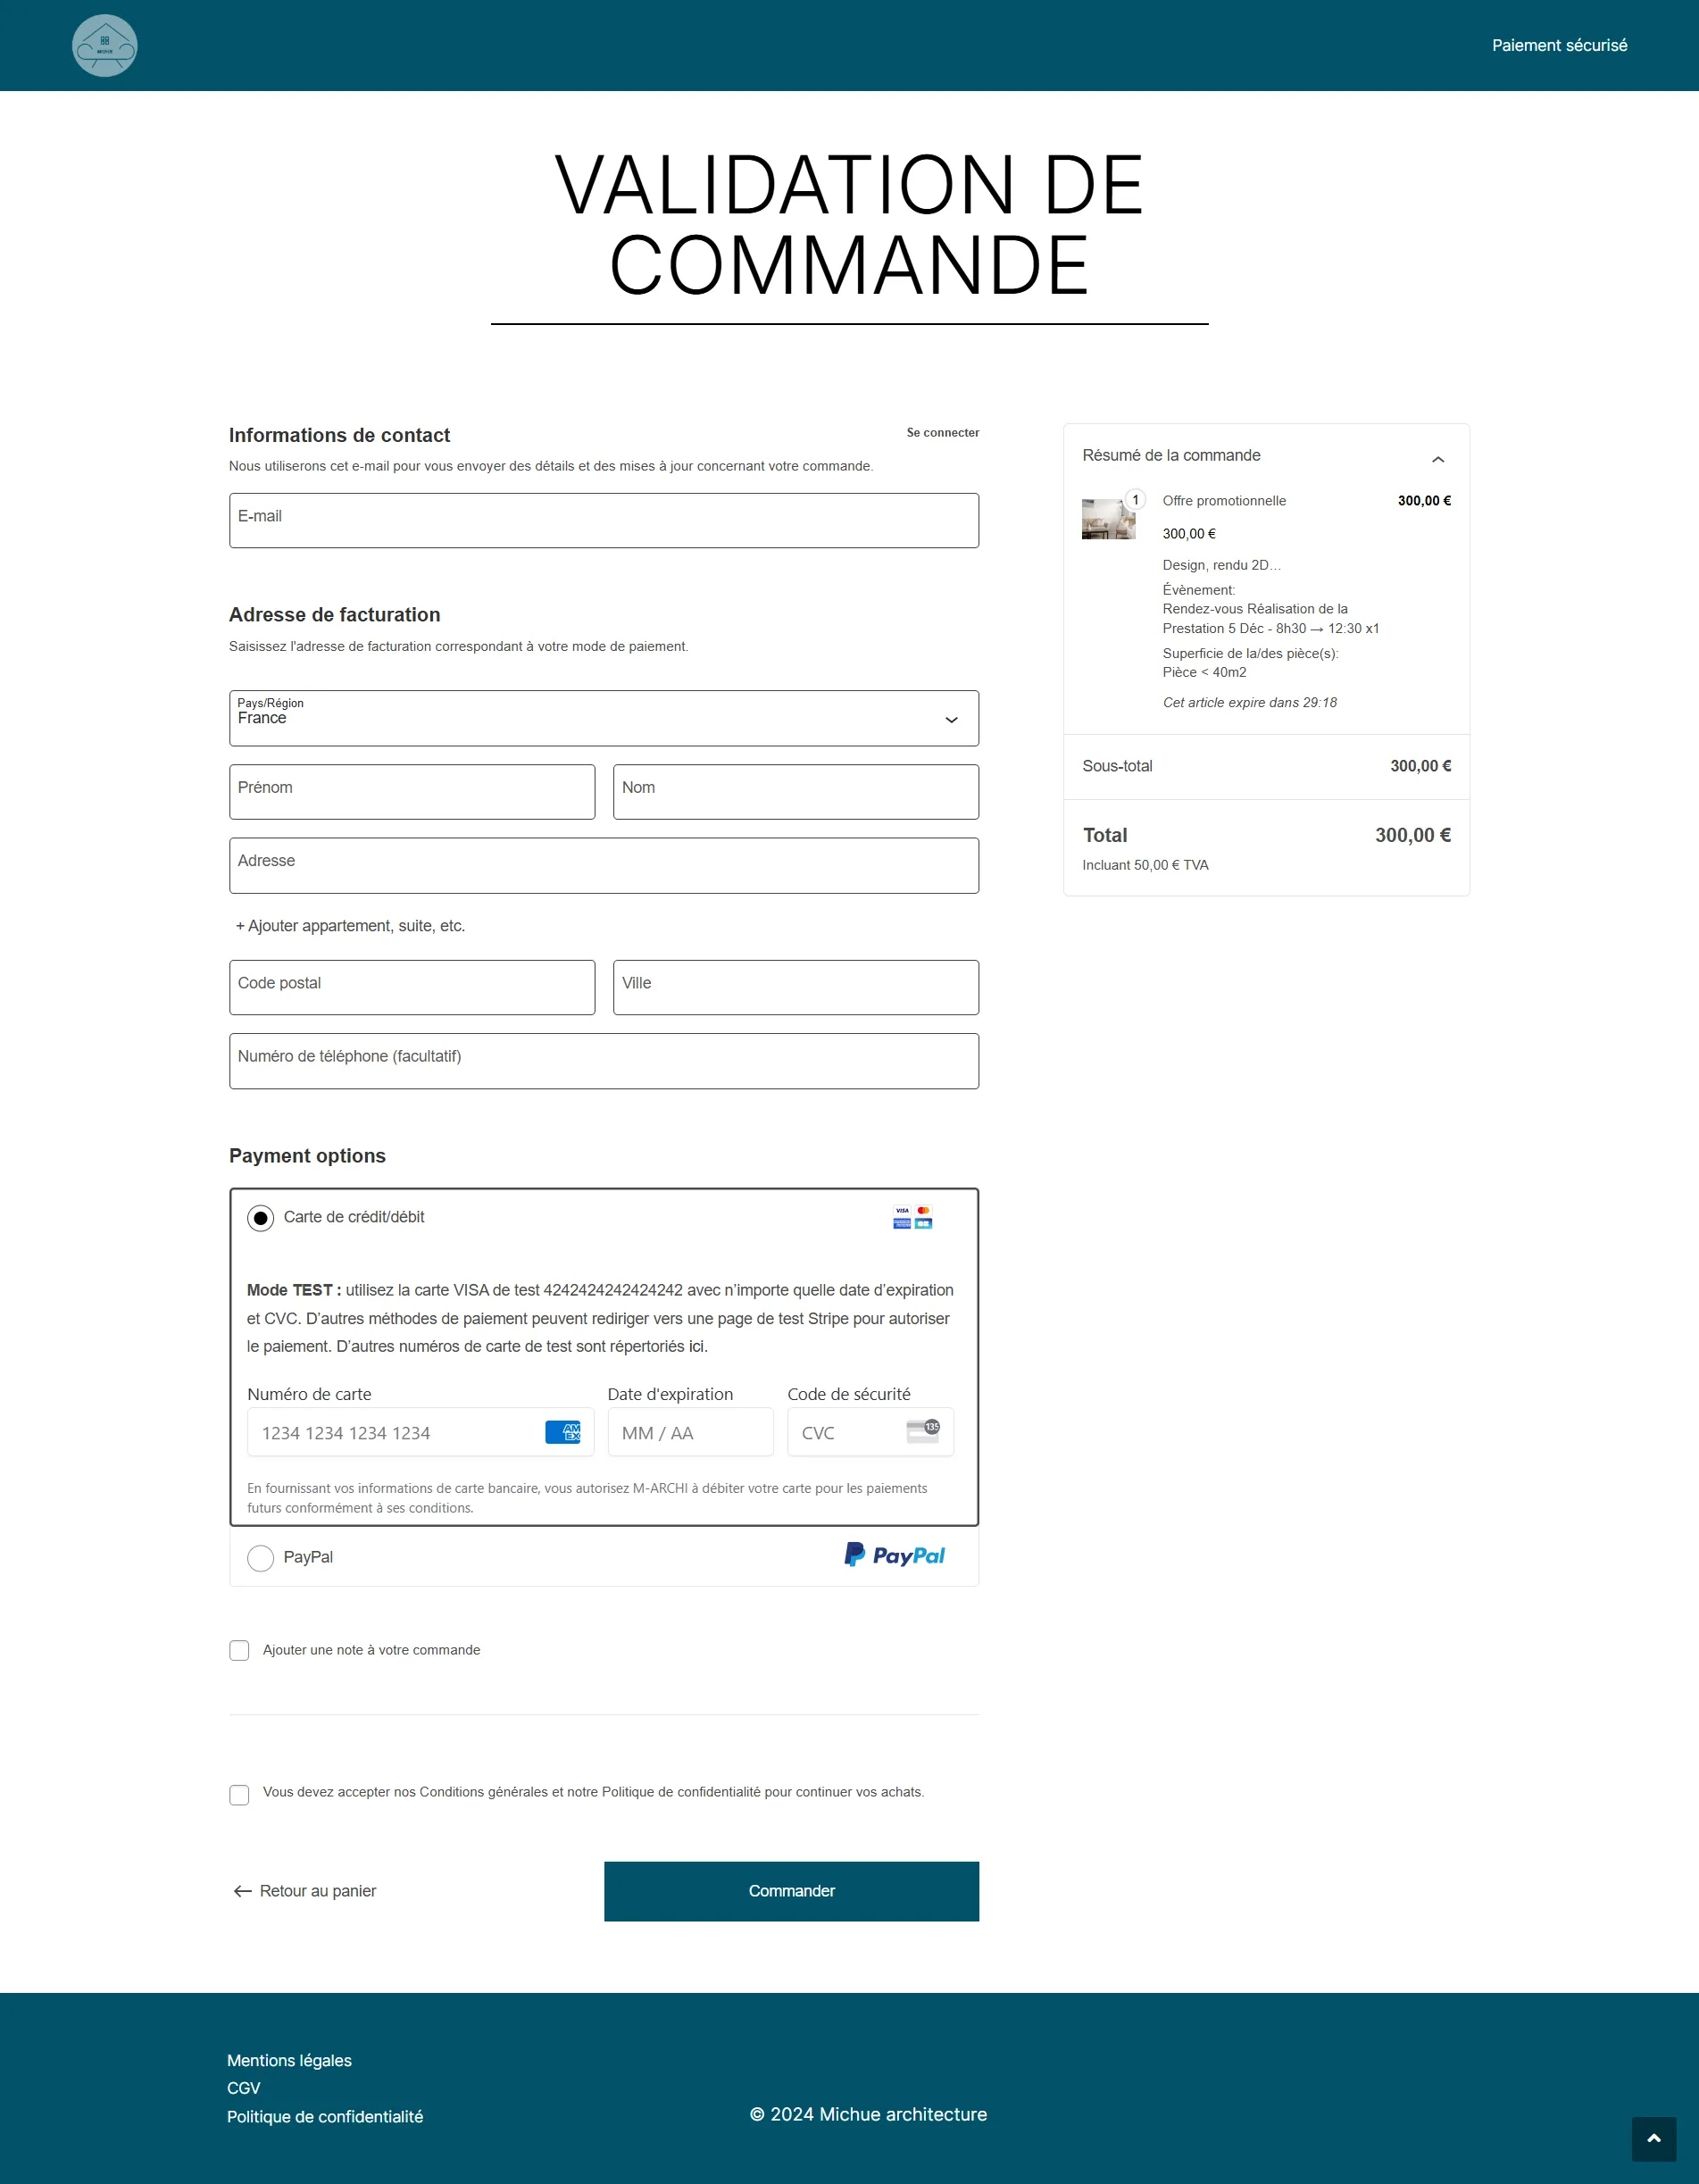 MICHUE
Paiement sécurisé
VALIDATION DE
COMMANDE
Informations de contact
Se connecter
Nous utiliserons cet e-mail pour vous envoyer des détails et des mises à jour concernant votre commande.
E-mail
Adresse de facturation
Saisissez l'adresse de facturation correspondant à votre mode de paiement.
Pays/Région
France
Prénom
Nom
Adresse
+ Ajouter appartement, suite, etc.
Code postal
Ville
Numéro de téléphone (facultatif)
Payment options
Carte de crédit/débit
VISA
Mode TEST : utilisez la carte VISA de test 4242424242424242 avec n’importe quelle date d’expiration
et CVC. D’autres méthodes de paiement peuvent rediriger vers une page de test Stripe pour autoriser
le paiement. D’autres numéros de carte de test sont répertoriés ici.
Numéro de carte
Date d'expiration
Code de sécurité
1234 1234 1234 1234
AM
EX
MM / AA
CVC
135
En fournissant vos informations de carte bancaire, vous autorisez M-ARCHI à débiter votre carte pour les paiements
futurs conformément à ses conditions.
PayPal
PayPal
Ajouter une note à votre commande
Vous devez accepter nos Conditions générales et notre Politique de confidentialité pour continuer vos achats.
Retour au panier
Commander
Résumé de la commande
1
Offre promotionnelle
300,00 €
300,00 €
Design, rendu 2D…
Évènement:
Rendez-vous Réalisation de la
Prestation 5 Déc - 8h30 → 12:30 x1
Superficie de la/des pièce(s):
Pièce < 40m2
Cet article expire dans 29:18
Sous-total
300,00 €
Total
300,00 €
Incluant 50,00 € TVA
Mentions légales
CGV
Politique de confidentialité
© 2024 Michue architecture